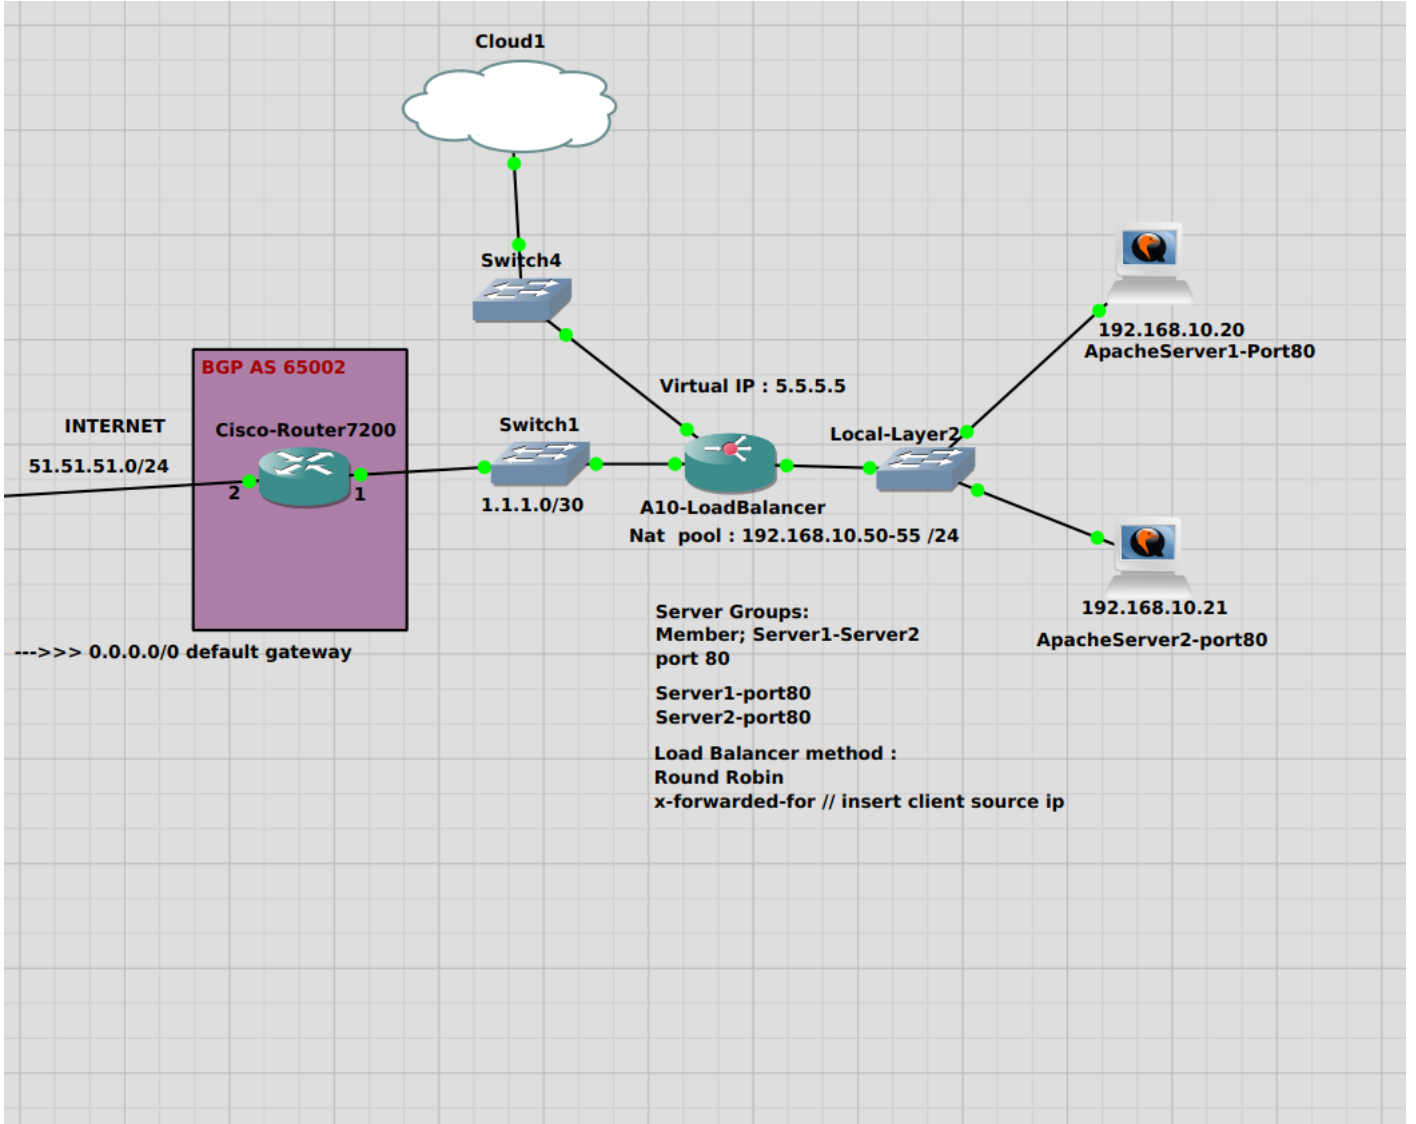 Cloud1
Switch4
BGP AS 65002
Virtual IP : 5.5.5.5
192.168.10.20
ApacheServer1-Port80
INTERNET
Cisco-Router7200
Switch1
Local-Layer2
51.51.51.0/24
2
1
1.1.1.0/30
A10-LoadBalancer
Nat pool : 192.168.10.50-55 /24
192.168.10.21
ApacheServer2-port80
--->>> 0.0.0.0/0 default gateway
Server Groups:
Member; Server1-Server2
port 80
Server1-port80
Server2-port80
Load Balancer method :
Round Robin
x-forwarded-for // insert client source ip